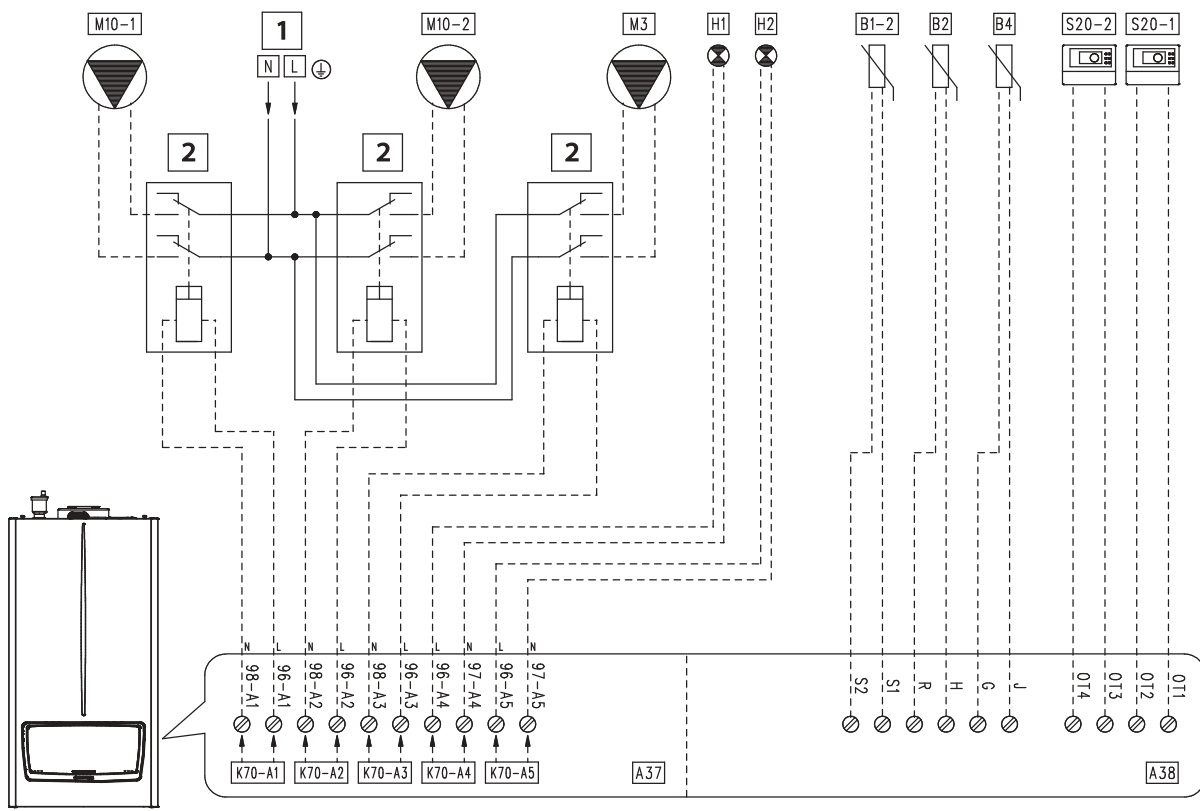 M10-1
1
M10-2
M3
H1
H2
B1-2
B2
B4
S20-2
S20-1
N
L
2
2
2
N
L
N
L
N
L
L
N
L
N
98-A1
96-A1
98-A2
96-A2
98-A3
96-A3
96-A4
97-A4
96-A5
97-A5
S2
S1
R
H
G
J
OT4
OT3
OT2
OT1
K70-A1
K70-A2
K70-A3
K70-A4
K70-A5
A37
A38